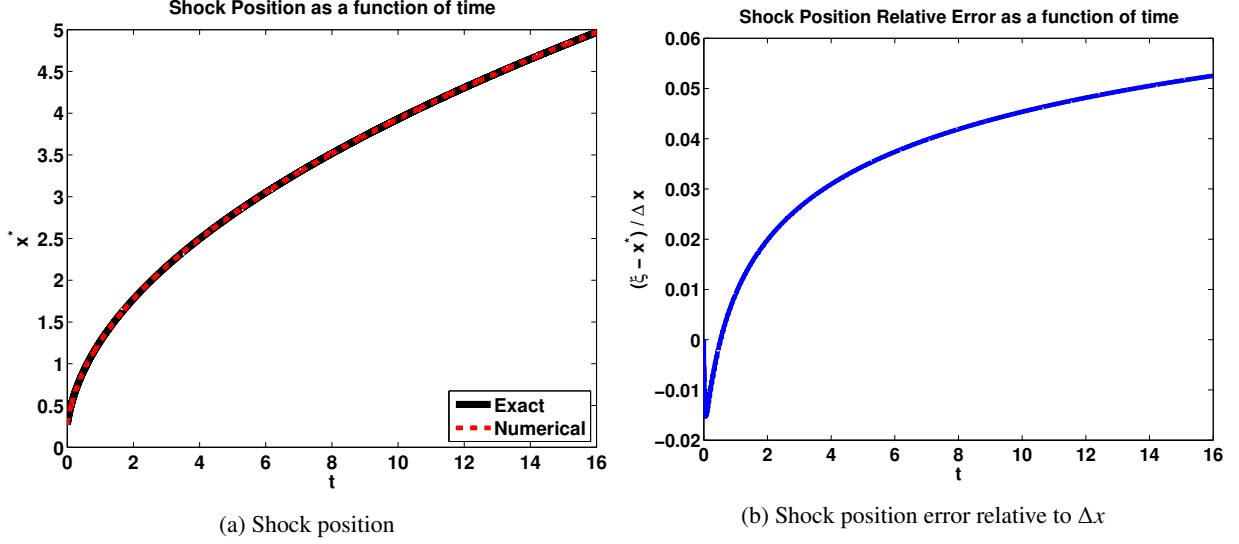 Shock Position as a function of time
5
4.5
4
3.5
3
2.5
2
1.5
1
0.5
0
x*
0 2 4 6 8 10 12 14 16
t
Exact
Numerical
(a) Shock position
Shock Position Relative Error as a function of time
0.06
0.05
0.04
0.03
0.02
0.01
0
−0.01
−0.02
(ξ − x*) / Δ x
0 2 4 6 8 10 12 14 16
t
(b) Shock position error relative to Δx